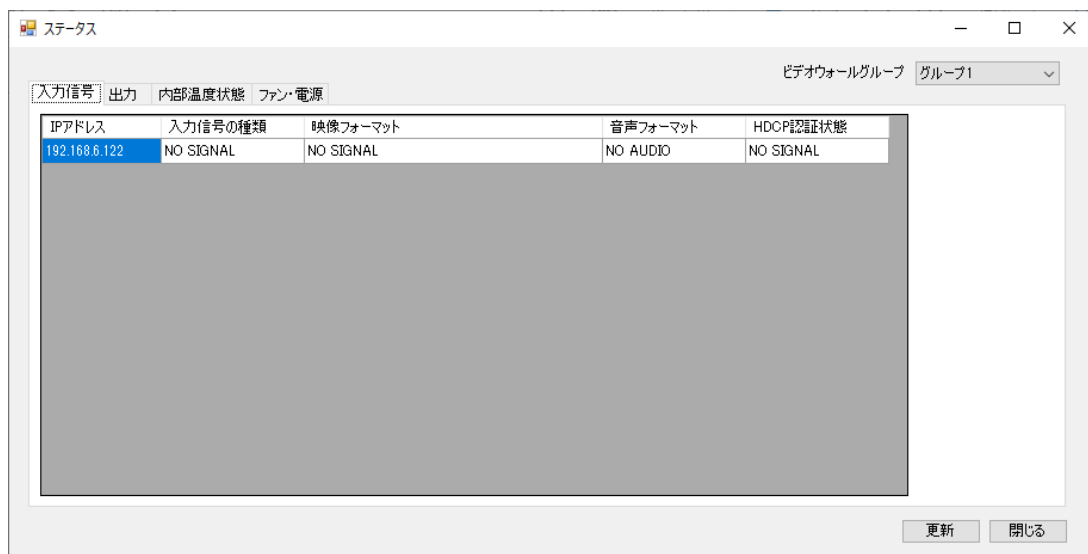 ステータス
ビデオウォールグループ グループ1
入力信号 出力 内部温度状態 ファン・電源
IPアドレス 入力信号の種類 映像フォーマット 音声フォーマット HDCP認証状態
192.168.6.122 NO SIGNAL NO SIGNAL NO AUDIO NO SIGNAL
更新 閉じる